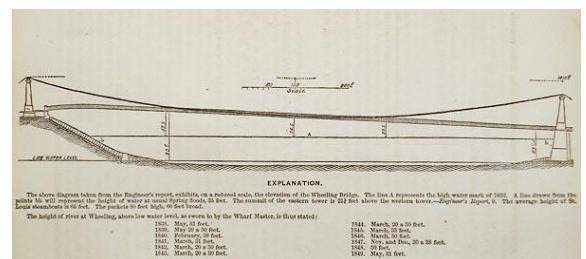 Scale.
LOW WATER LEVEL
A
EXPLANATION.
The above diagram taken from the Engineer's report, exhibits, on a reduced scale, the elevation of the Wheeling Bridge. The line A represents the high water mark of 1832. A line drawn from the
points bb will represent the height of water at usual Spring floods, 35 feet. The summit of the eastern tower is 21½ feet above the western tower.—Engineer's Report, 9. The average height of St.
Louis steamboats is 65 feet. The packets 80 feet high, 60 feet broad.
The height of river at Wheeling, above low water level, as sworn to by the Wharf Master, is thus stated:
1838. May, 31 feet.
1839. May 20 a 30 feet.
1840. February, 38 feet.
1841. March, 31 feet.
1842. March, 20 a 30 feet.
1843. March, 20 a 30 feet.
1844. March, 20 a 30 feet.
1845. March, 35 feet.
1846. March, 30 feet.
1847. Nov. and Dec, 30 a 38 feet.
1848. 30 feet.
1849. May, 31 feet.